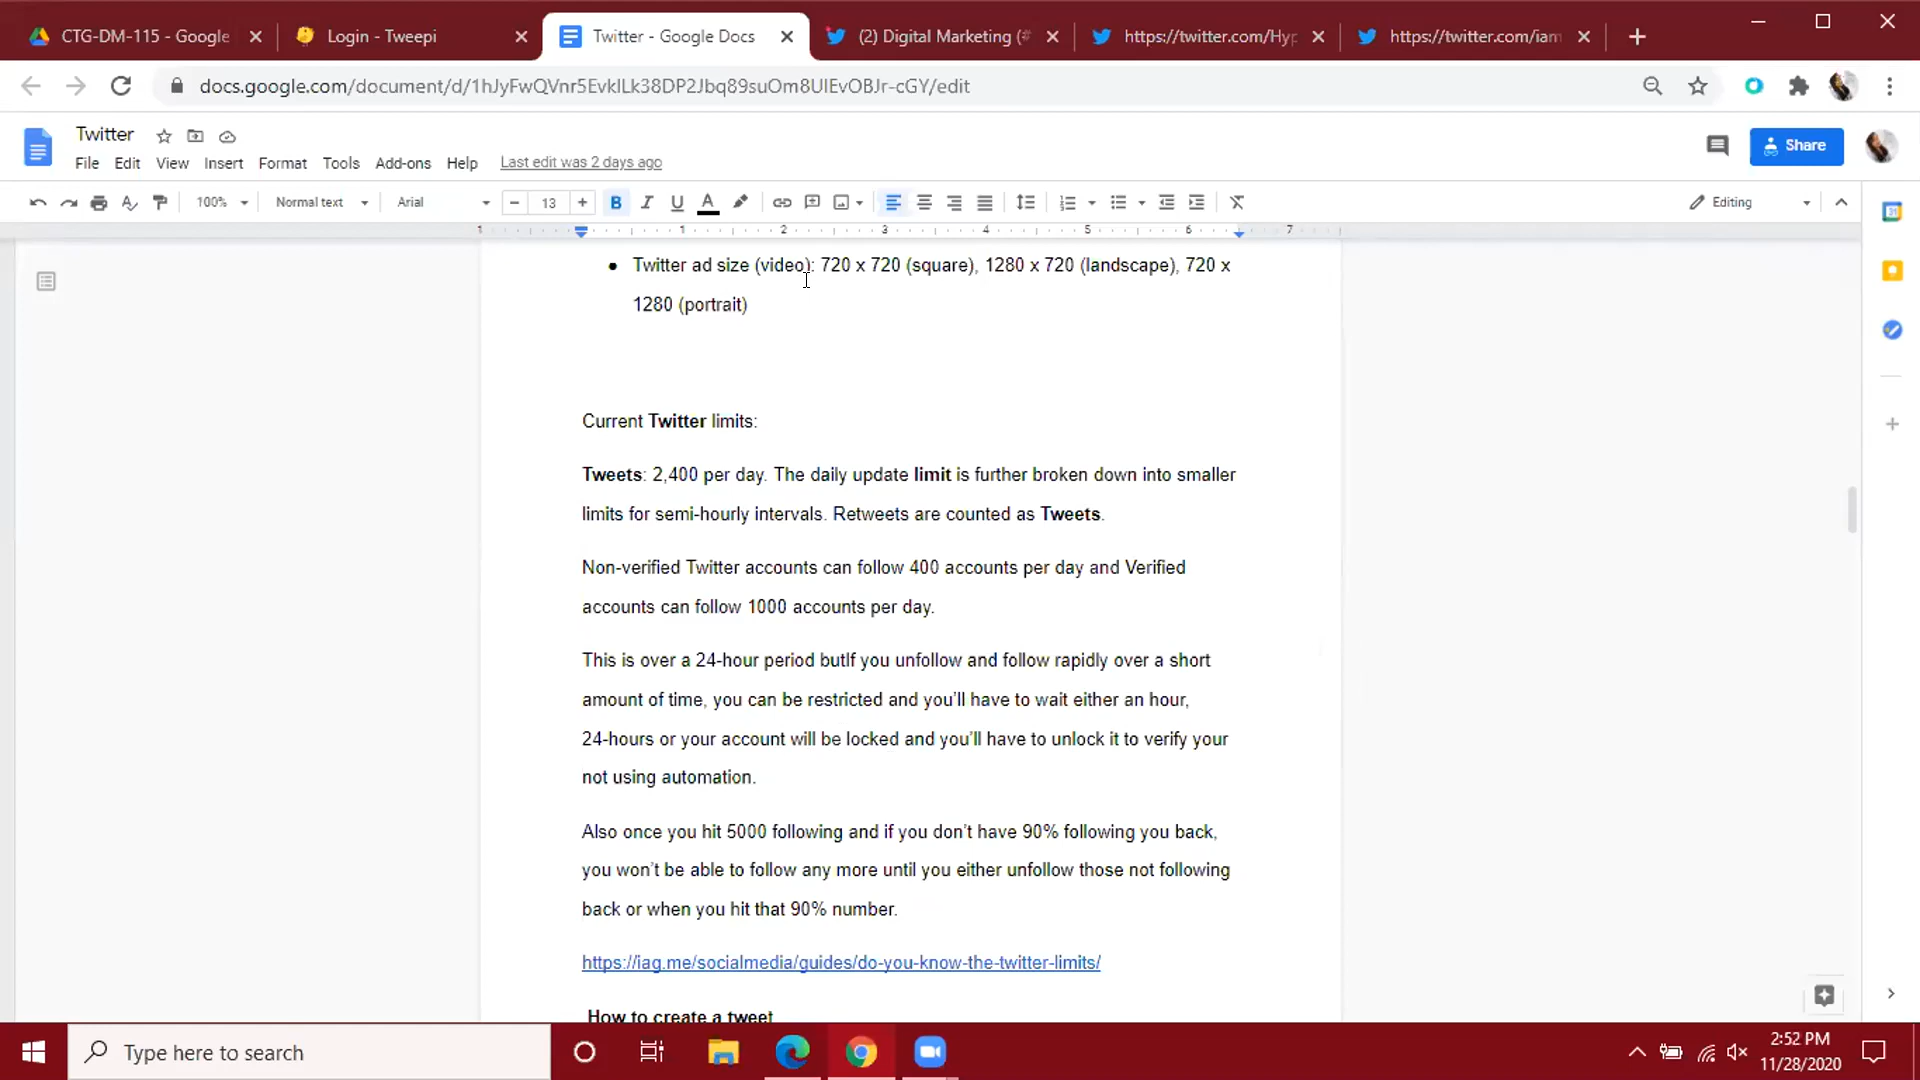 CTG-DM-115 - Google
Login - Tweepi
Twitter - Google Docs
(2) Digital Marketing (#
https://twitter.com/Hyp
https://twitter.com/iam
docs.google.com/document/d/1hJyFwQVnr5EvkILk38DP2Jbq89suOm8UIEvOBJr-cGY/edit
Twitter
File Edit View Insert Format Tools Add-ons Help Last edit was 2 days ago
Share
100% Normal text Arial 13 B I U A Editing
1 1 2 3 4 5 6 7
● Twitter ad size (video): 720 x 720 (square), 1280 x 720 (landscape), 720 x
1280 (portrait)
Current Twitter limits:
Tweets: 2,400 per day. The daily update limit is further broken down into smaller
limits for semi-hourly intervals. Retweets are counted as Tweets.
Non-verified Twitter accounts can follow 400 accounts per day and Verified
accounts can follow 1000 accounts per day.
This is over a 24-hour period butIf you unfollow and follow rapidly over a short
amount of time, you can be restricted and you’ll have to wait either an hour,
24-hours or your account will be locked and you’ll have to unlock it to verify your
not using automation.
Also once you hit 5000 following and if you don’t have 90% following you back,
you won’t be able to follow any more until you either unfollow those not following
back or when you hit that 90% number.
https://iag.me/socialmedia/guides/do-you-know-the-twitter-limits/
How to create a tweet
Type here to search
2:52 PM
11/28/2020